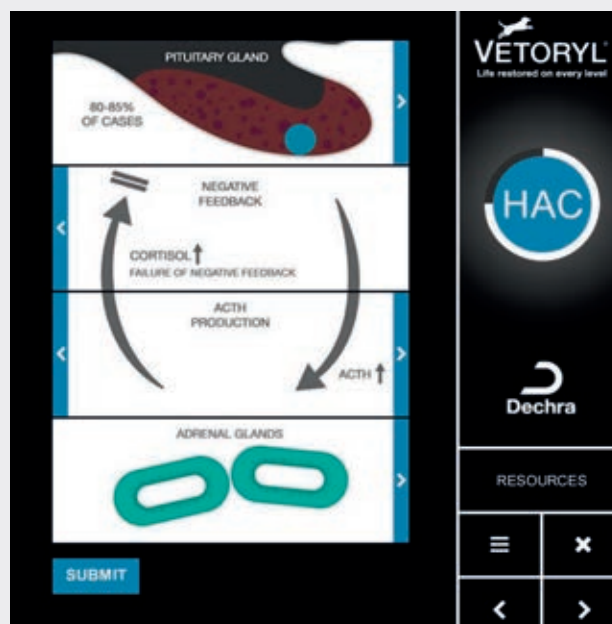 PITUITARY GLAND
80-85%
OF CASES
NEGATIVE
FEEDBACK
CORTISOL
FAILURE OF NEGATIVE FEEDBACK
ACTH
PRODUCTION
ACTH
ADRENAL GLANDS
SUBMIT
VETORYL
Life restored on every level
HAC
Dechra
RESOURCES